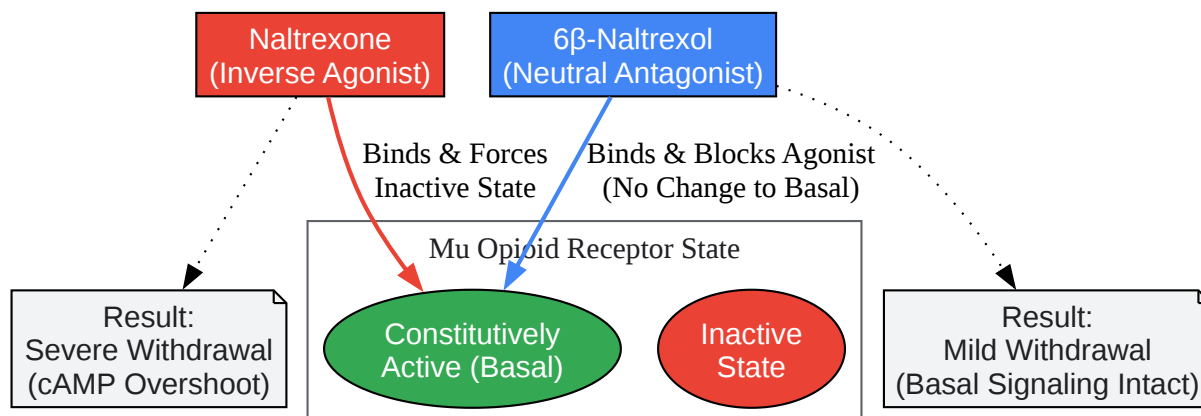 Naltrexone
(Inverse Agonist)
6β-Naltrexol
(Neutral Antagonist)
Binds & Forces
Inactive State
Binds & Blocks Agonist
(No Change to Basal)
Mu Opioid Receptor State
Result:
Severe Withdrawal
(cAMP Overshoot)
Constitutively
Active (Basal)
Inactive
State
Result:
Mild Withdrawal
(Basal Signaling Intact)